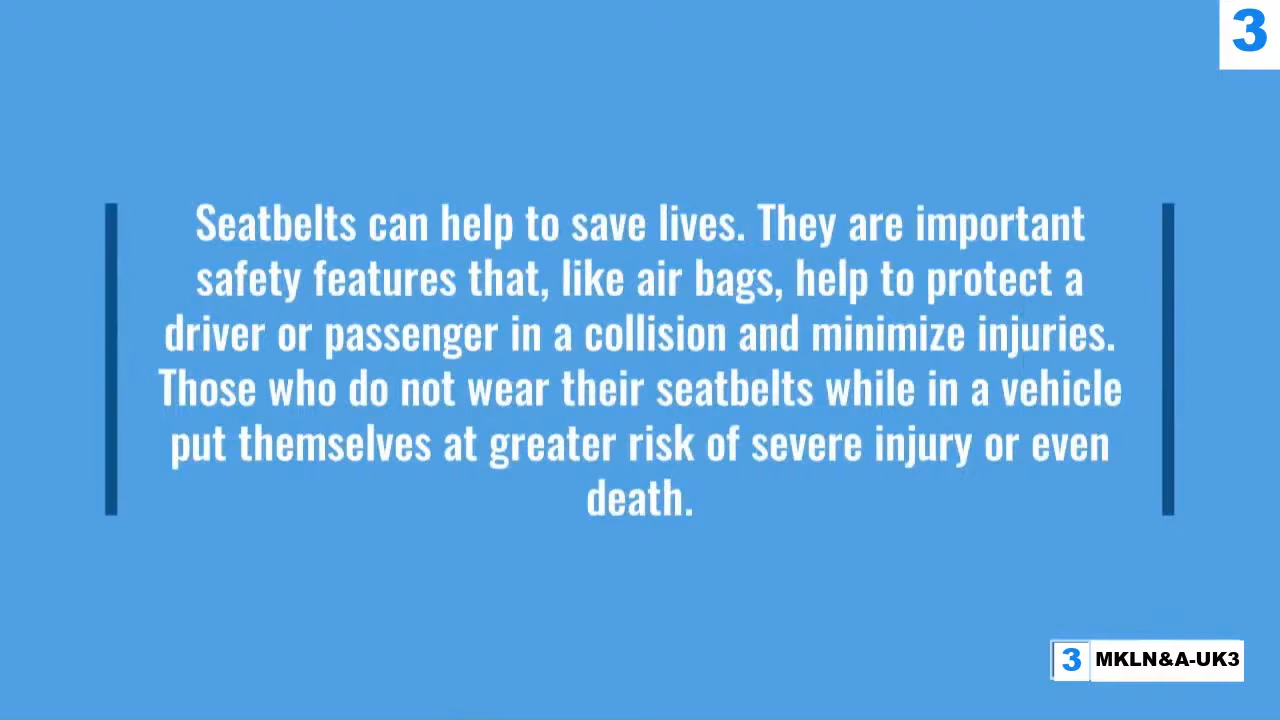 3
Seatbelts can help to save lives. They are important
safety features that, like air bags, help to protect a
driver or passenger in a collision and minimize injuries.
Those who do not wear their seatbelts while in a vehicle
put themselves at greater risk of severe injury or even
death.
3 MKLN&A-UK3